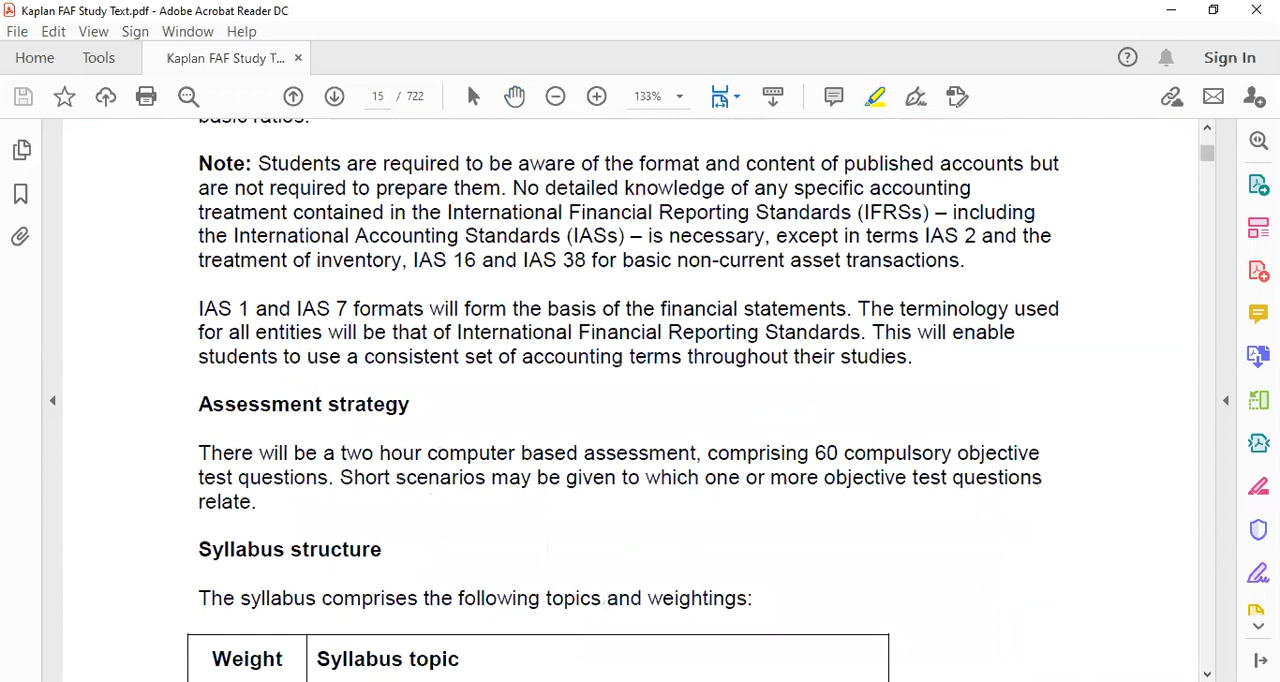 Kaplan FAF Study Text.pdf - Adobe Acrobat Reader DC
File Edit View Sign Window Help
Home Tools Kaplan FAF Study T... × Sign In
15 / 722 133%
basic ratios.
Note: Students are required to be aware of the format and content of published accounts but
are not required to prepare them. No detailed knowledge of any specific accounting
treatment contained in the International Financial Reporting Standards (IFRSs) – including
the International Accounting Standards (IASs) – is necessary, except in terms IAS 2 and the
treatment of inventory, IAS 16 and IAS 38 for basic non-current asset transactions.
IAS 1 and IAS 7 formats will form the basis of the financial statements. The terminology used
for all entities will be that of International Financial Reporting Standards. This will enable
students to use a consistent set of accounting terms throughout their studies.
Assessment strategy
There will be a two hour computer based assessment, comprising 60 compulsory objective
test questions. Short scenarios may be given to which one or more objective test questions
relate.
Syllabus structure
The syllabus comprises the following topics and weightings:
Weight Syllabus topic